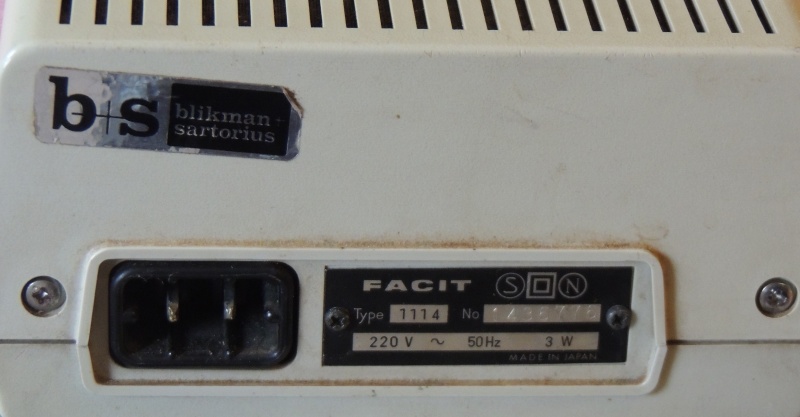 b+s
blikman
sartorius
FACIT S N
Type 1114 No
220 V ~ 50Hz 3 W
MADE IN JAPAN